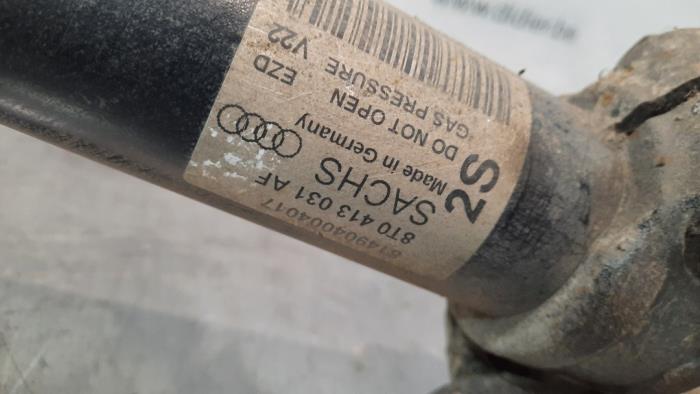 GAS PRESSURE V22
DO NOT OPEN EZD
2S
Made in Germany
SACHS
8T0 413 031 AF